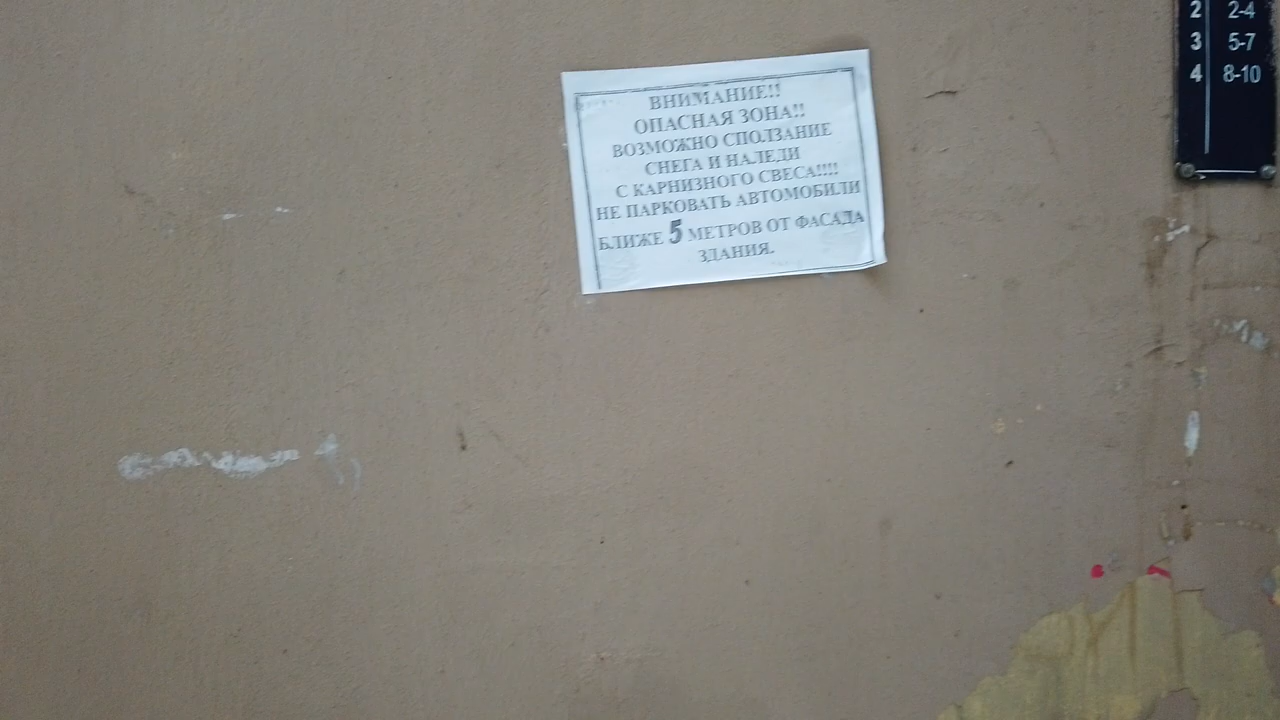 ВНИМАНИЕ!!
ОПАСНАЯ ЗОНА!!
ВОЗМОЖНО СПОЛЗАНИЕ
СНЕГА И НАЛЕДИ
С КАРНИЗНОГО СВЕСА!!!!
НЕ ПАРКОВАТЬ АВТОМОБИЛИ
БЛИЖЕ 5 МЕТРОВ ОТ ФАСАДА
ЗДАНИЯ.
2 2-4
3 5-7
4 8-10